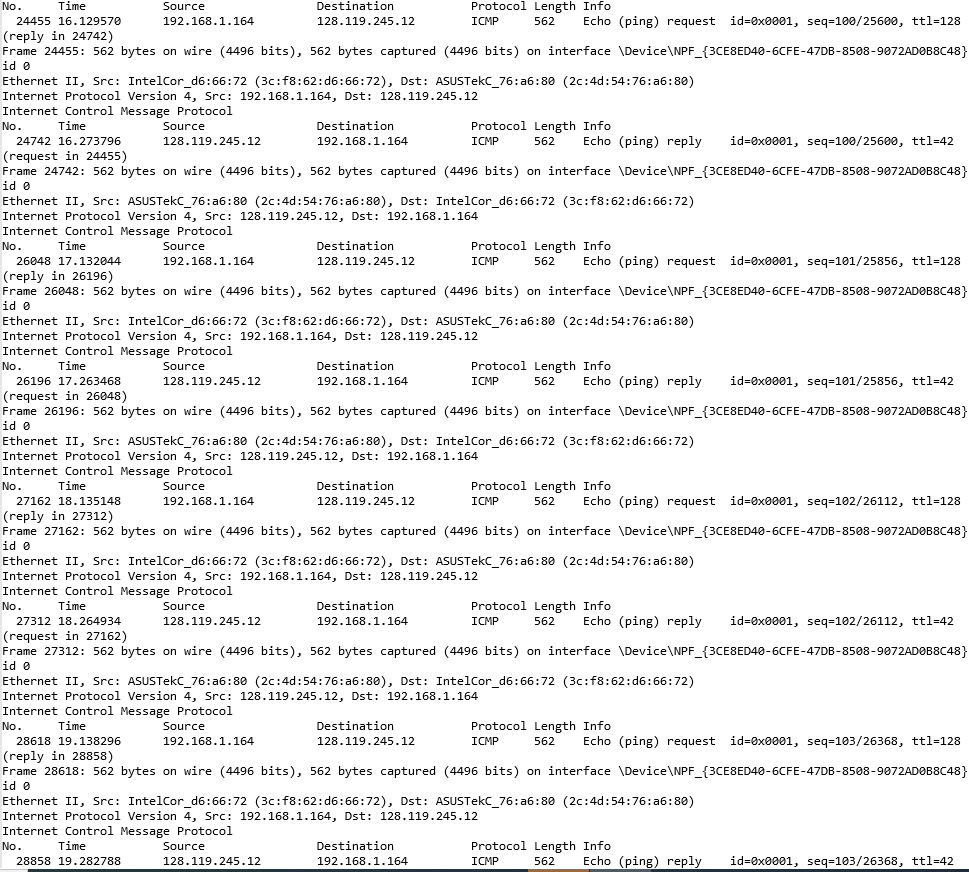 No. Time Source Destination Protocol Length Info
24455 16.129570 192.168.1.164 128.119.245.12 ICMP 562 Echo (ping) request id=0x0001, seq=100/25600, ttl=128
(reply in 24742)
Frame 24455: 562 bytes on wire (4496 bits), 562 bytes captured (4496 bits) on interface \Device\NPF_{3CE8ED40-6CFE-47DB-8508-9072AD0B8C48}
id 0
Ethernet II, Src: IntelCor_d6:66:72 (3c:f8:62:d6:66:72), Dst: ASUSTekC_76:a6:80 (2c:4d:54:76:a6:80)
Internet Protocol Version 4, Src: 192.168.1.164, Dst: 128.119.245.12
Internet Control Message Protocol
No. Time Source Destination Protocol Length Info
24742 16.273796 128.119.245.12 192.168.1.164 ICMP 562 Echo (ping) reply id=0x0001, seq=100/25600, ttl=42
(request in 24455)
Frame 24742: 562 bytes on wire (4496 bits), 562 bytes captured (4496 bits) on interface \Device\NPF_{3CE8ED40-6CFE-47DB-8508-9072AD0B8C48}
id 0
Ethernet II, Src: ASUSTekC_76:a6:80 (2c:4d:54:76:a6:80), Dst: IntelCor_d6:66:72 (3c:f8:62:d6:66:72)
Internet Protocol Version 4, Src: 128.119.245.12, Dst: 192.168.1.164
Internet Control Message Protocol
No. Time Source Destination Protocol Length Info
26048 17.132044 192.168.1.164 128.119.245.12 ICMP 562 Echo (ping) request id=0x0001, seq=101/25856, ttl=128
(reply in 26196)
Frame 26048: 562 bytes on wire (4496 bits), 562 bytes captured (4496 bits) on interface \Device\NPF_{3CE8ED40-6CFE-47DB-8508-9072AD0B8C48}
id 0
Ethernet II, Src: IntelCor_d6:66:72 (3c:f8:62:d6:66:72), Dst: ASUSTekC_76:a6:80 (2c:4d:54:76:a6:80)
Internet Protocol Version 4, Src: 192.168.1.164, Dst: 128.119.245.12
Internet Control Message Protocol
No. Time Source Destination Protocol Length Info
26196 17.263468 128.119.245.12 192.168.1.164 ICMP 562 Echo (ping) reply id=0x0001, seq=101/25856, ttl=42
(request in 26048)
Frame 26196: 562 bytes on wire (4496 bits), 562 bytes captured (4496 bits) on interface \Device\NPF_{3CE8ED40-6CFE-47DB-8508-9072AD0B8C48}
id 0
Ethernet II, Src: ASUSTekC_76:a6:80 (2c:4d:54:76:a6:80), Dst: IntelCor_d6:66:72 (3c:f8:62:d6:66:72)
Internet Protocol Version 4, Src: 128.119.245.12, Dst: 192.168.1.164
Internet Control Message Protocol
No. Time Source Destination Protocol Length Info
27162 18.135148 192.168.1.164 128.119.245.12 ICMP 562 Echo (ping) request id=0x0001, seq=102/26112, ttl=128
(reply in 27312)
Frame 27162: 562 bytes on wire (4496 bits), 562 bytes captured (4496 bits) on interface \Device\NPF_{3CE8ED40-6CFE-47DB-8508-9072AD0B8C48}
id 0
Ethernet II, Src: IntelCor_d6:66:72 (3c:f8:62:d6:66:72), Dst: ASUSTekC_76:a6:80 (2c:4d:54:76:a6:80)
Internet Protocol Version 4, Src: 192.168.1.164, Dst: 128.119.245.12
Internet Control Message Protocol
No. Time Source Destination Protocol Length Info
27312 18.264934 128.119.245.12 192.168.1.164 ICMP 562 Echo (ping) reply id=0x0001, seq=102/26112, ttl=42
(request in 27162)
Frame 27312: 562 bytes on wire (4496 bits), 562 bytes captured (4496 bits) on interface \Device\NPF_{3CE8ED40-6CFE-47DB-8508-9072AD0B8C48}
id 0
Ethernet II, Src: ASUSTekC_76:a6:80 (2c:4d:54:76:a6:80), Dst: IntelCor_d6:66:72 (3c:f8:62:d6:66:72)
Internet Protocol Version 4, Src: 128.119.245.12, Dst: 192.168.1.164
Internet Control Message Protocol
No. Time Source Destination Protocol Length Info
28618 19.138296 192.168.1.164 128.119.245.12 ICMP 562 Echo (ping) request id=0x0001, seq=103/26368, ttl=128
(reply in 28858)
Frame 28618: 562 bytes on wire (4496 bits), 562 bytes captured (4496 bits) on interface \Device\NPF_{3CE8ED40-6CFE-47DB-8508-9072AD0B8C48}
id 0
Ethernet II, Src: IntelCor_d6:66:72 (3c:f8:62:d6:66:72), Dst: ASUSTekC_76:a6:80 (2c:4d:54:76:a6:80)
Internet Protocol Version 4, Src: 192.168.1.164, Dst: 128.119.245.12
Internet Control Message Protocol
No. Time Source Destination Protocol Length Info
28858 19.282788 128.119.245.12 192.168.1.164 ICMP 562 Echo (ping) reply id=0x0001, seq=103/26368, ttl=42